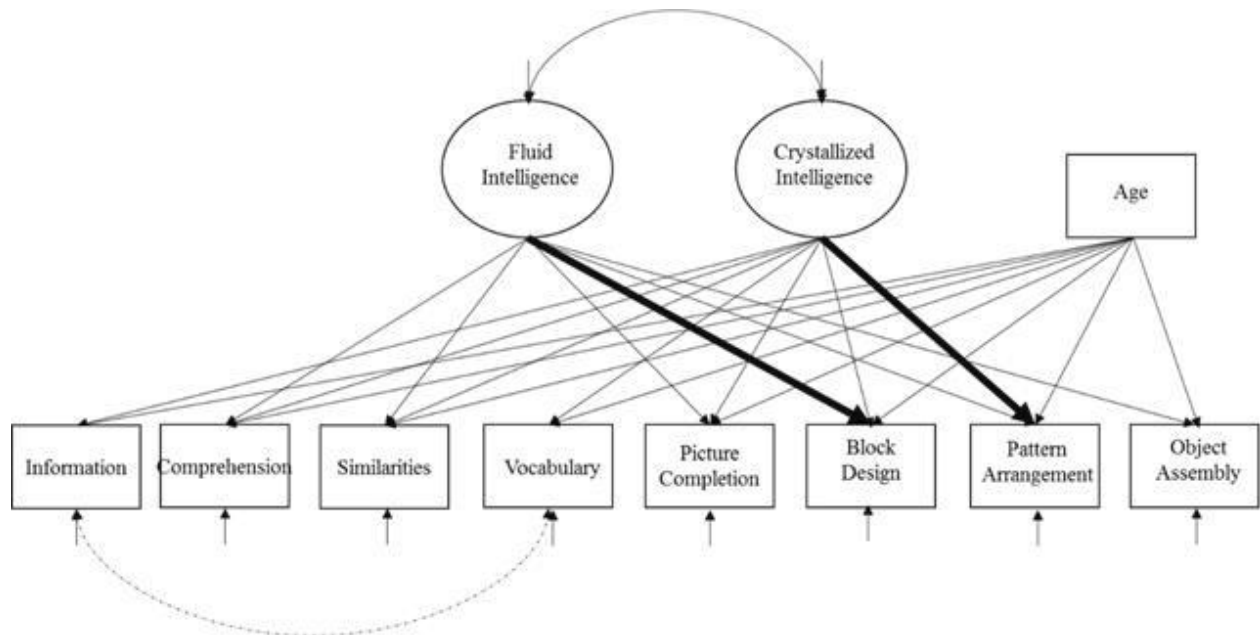 Fluid
Intelligence
Crystallized
Intelligence
Age
Information
Comprehension
Similarities
Vocabulary
Picture
Completion
Block
Design
Pattern
Arrangement
Object
Assembly